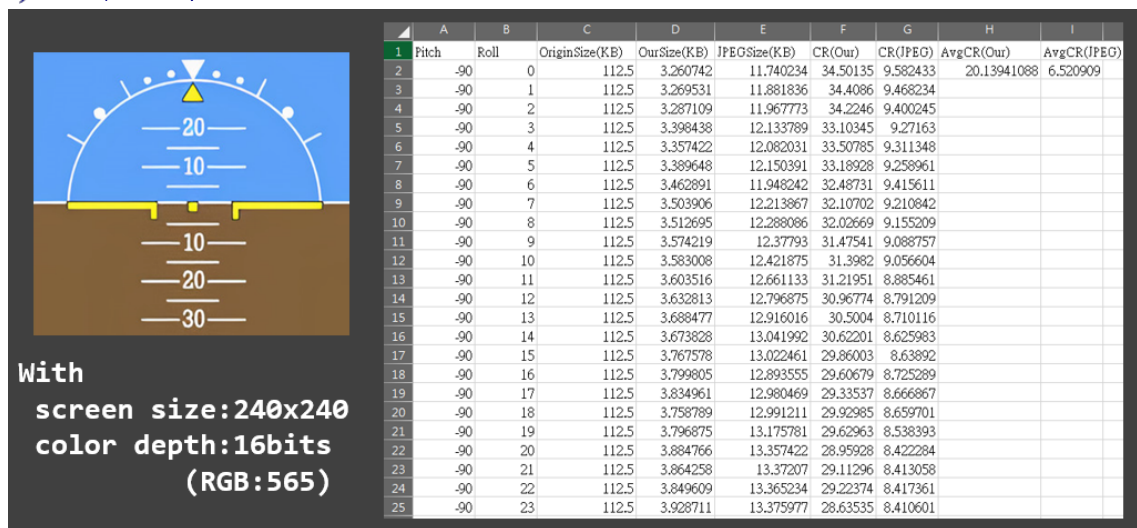 20
10
10
20
30
With
screen size:240x240
color depth:16bits
(RGB:565)
A B C D E F G H I
1 Pitch Roll OriginSize(KB) OurSize(KB) JPEGSize(KB) CR(Our) CR(JPEG) AvgCR(Our) AvgCR(JPEG)
2 -90 0 112.5 3.260742 11.740234 34.50135 9.582433 20.13941088 6.520909
3 -90 1 112.5 3.269531 11.881836 34.4086 9.468234
4 -90 2 112.5 3.287109 11.967773 34.2246 9.400245
5 -90 3 112.5 3.398438 12.133789 33.10345 9.27163
6 -90 4 112.5 3.357422 12.082031 33.50785 9.311348
7 -90 5 112.5 3.389648 12.150391 33.18928 9.258961
8 -90 6 112.5 3.462891 11.948242 32.48731 9.415611
9 -90 7 112.5 3.503906 12.213867 32.10702 9.210842
10 -90 8 112.5 3.512695 12.288086 32.02669 9.155209
11 -90 9 112.5 3.574219 12.37793 31.47541 9.088757
12 -90 10 112.5 3.583008 12.421875 31.3982 9.056604
13 -90 11 112.5 3.603516 12.661133 31.21951 8.885461
14 -90 12 112.5 3.632813 12.796875 30.96774 8.791209
15 -90 13 112.5 3.688477 12.916016 30.5004 8.710116
16 -90 14 112.5 3.673828 13.041992 30.62201 8.625983
17 -90 15 112.5 3.767578 13.022461 29.86003 8.63892
18 -90 16 112.5 3.799805 12.893555 29.60679 8.725289
19 -90 17 112.5 3.834961 12.980469 29.33537 8.666867
20 -90 18 112.5 3.758789 12.991211 29.92985 8.659701
21 -90 19 112.5 3.796875 13.175781 29.62963 8.538393
22 -90 20 112.5 3.884766 13.357422 28.95928 8.422284
23 -90 21 112.5 3.864258 13.37207 29.11296 8.413058
24 -90 22 112.5 3.849609 13.365234 29.22374 8.417361
25 -90 23 112.5 3.928711 13.375977 28.63535 8.410601